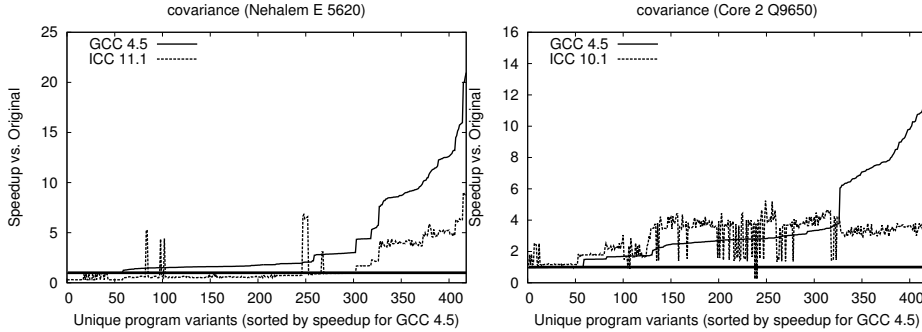 covariance (Nehalem E 5620)
25
20
15
10
5
0
Speedup vs. Original
GCC 4.5
ICC 11.1
0 50 100 150 200 250 300 350 400
Unique program variants (sorted by speedup for GCC 4.5)
covariance (Core 2 Q9650)
16
14
12
10
8
6
4
2
0
Speedup vs. Original
GCC 4.5
ICC 10.1
0 50 100 150 200 250 300 350 400
Unique program variants (sorted by speedup for GCC 4.5)